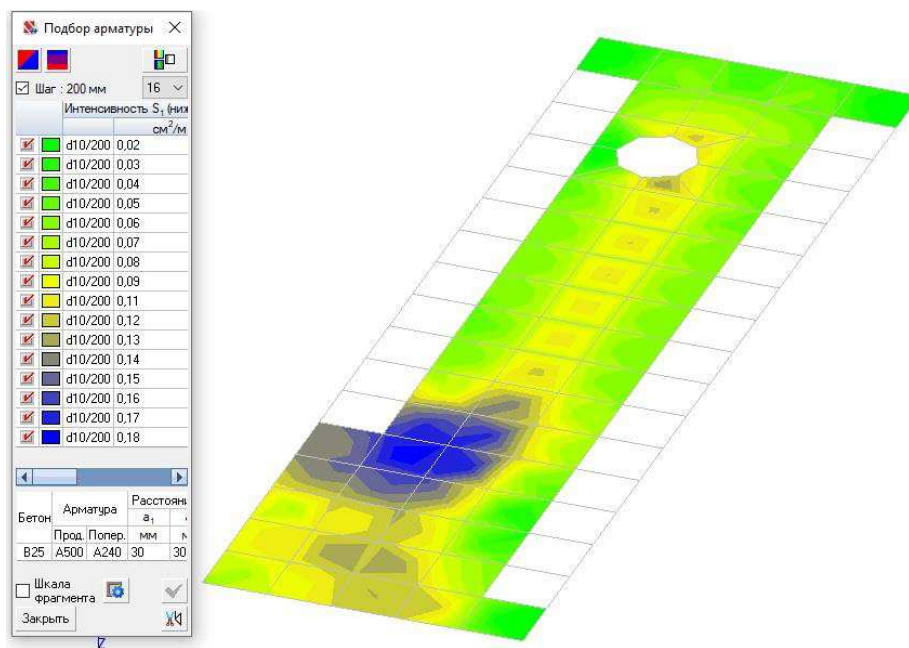 Подбор арматуры
Шаг : 200 мм 16
Интенсивность S1 (ниж
см²/м
d10/200 0,02
d10/200 0,03
d10/200 0,04
d10/200 0,05
d10/200 0,06
d10/200 0,07
d10/200 0,08
d10/200 0,09
d10/200 0,11
d10/200 0,12
d10/200 0,13
d10/200 0,14
d10/200 0,15
d10/200 0,16
d10/200 0,17
d10/200 0,18
Бетон Арматура Расстояни
a1
Прод. Попер. мм
B25 A500 A240 30 30
Шкала
фрагмента
Закрыть